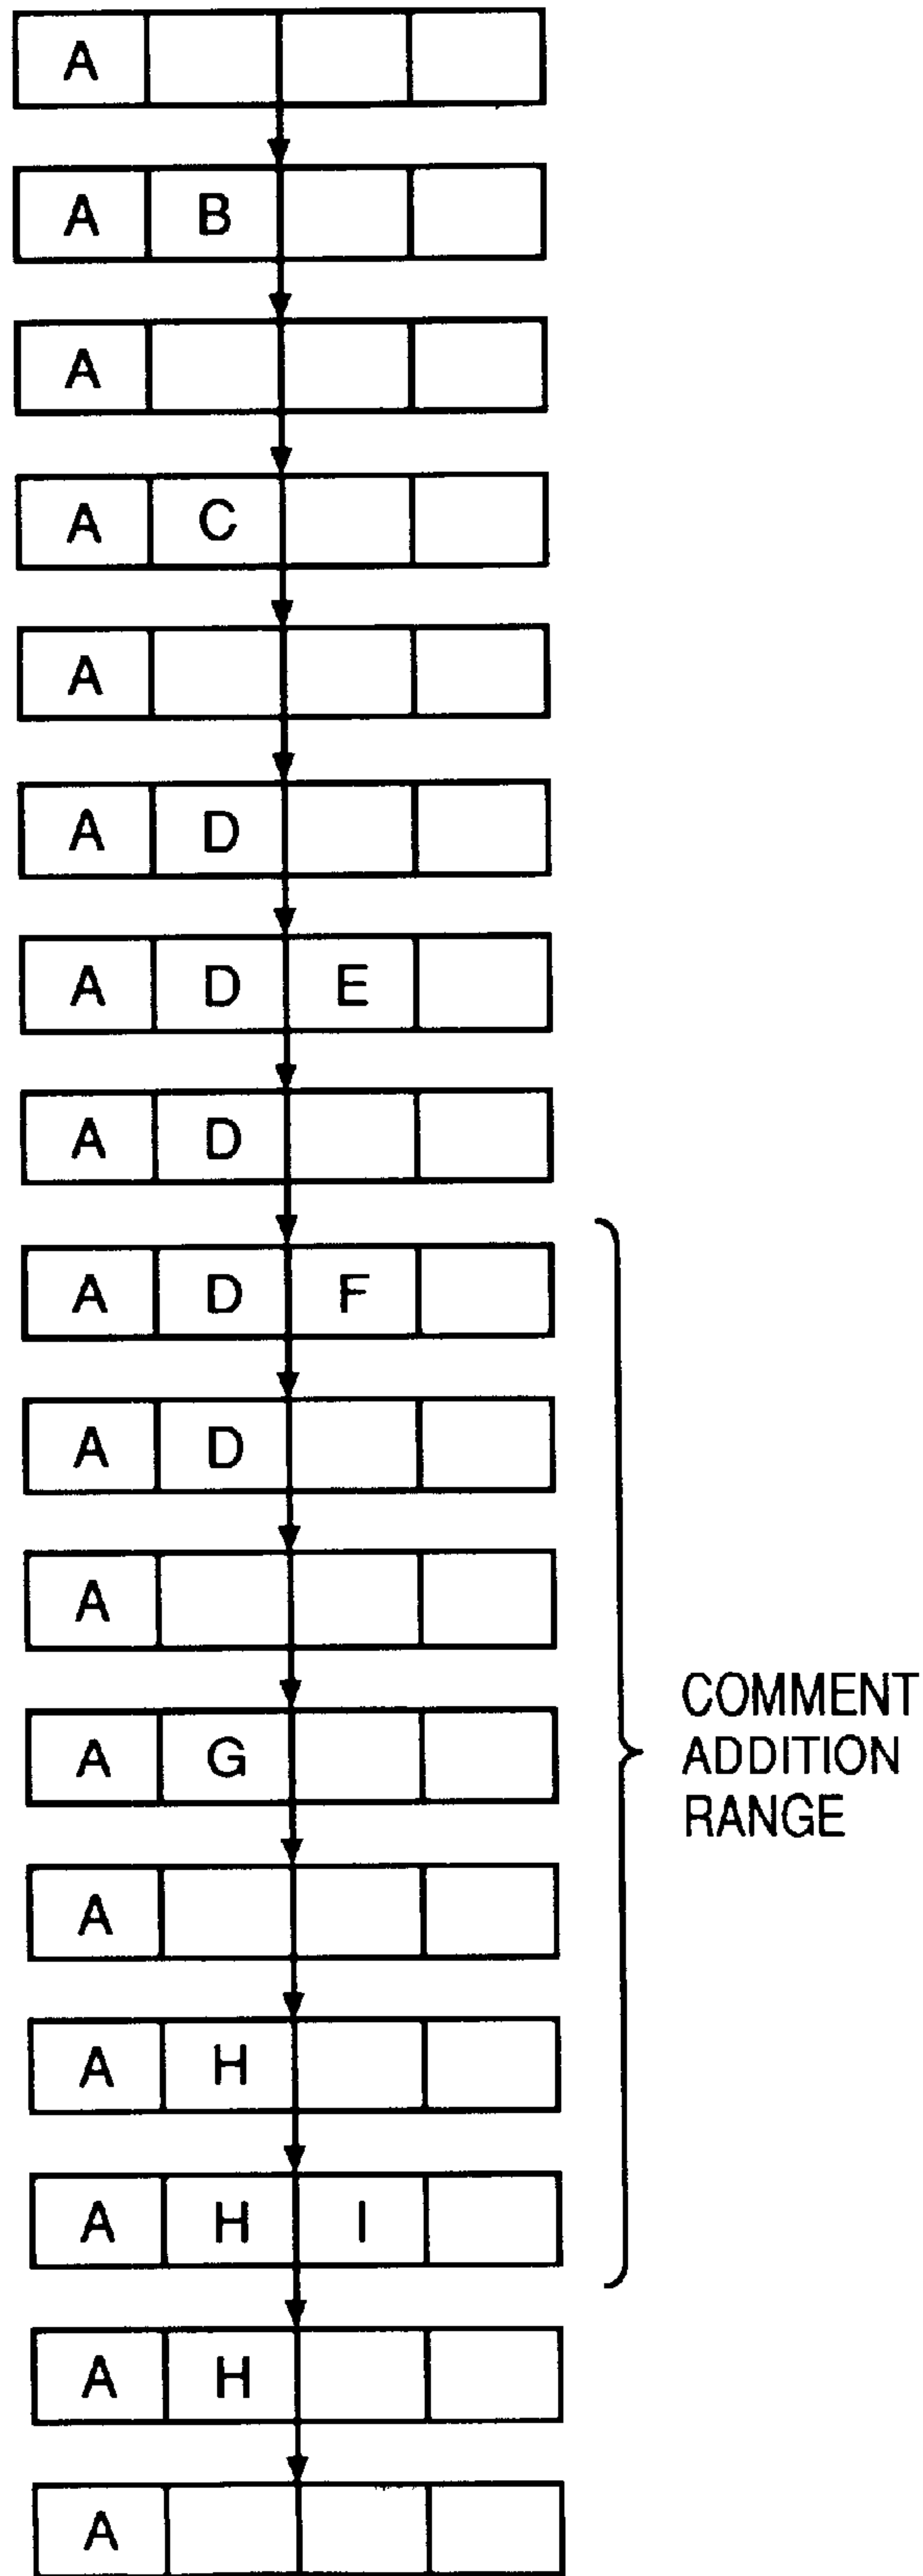 A
A B
A
A C
A
A D
A D E
A D
A D F
A D
A
A G
A
A H
A H I
A H
A
COMMENT
ADDITION
RANGE